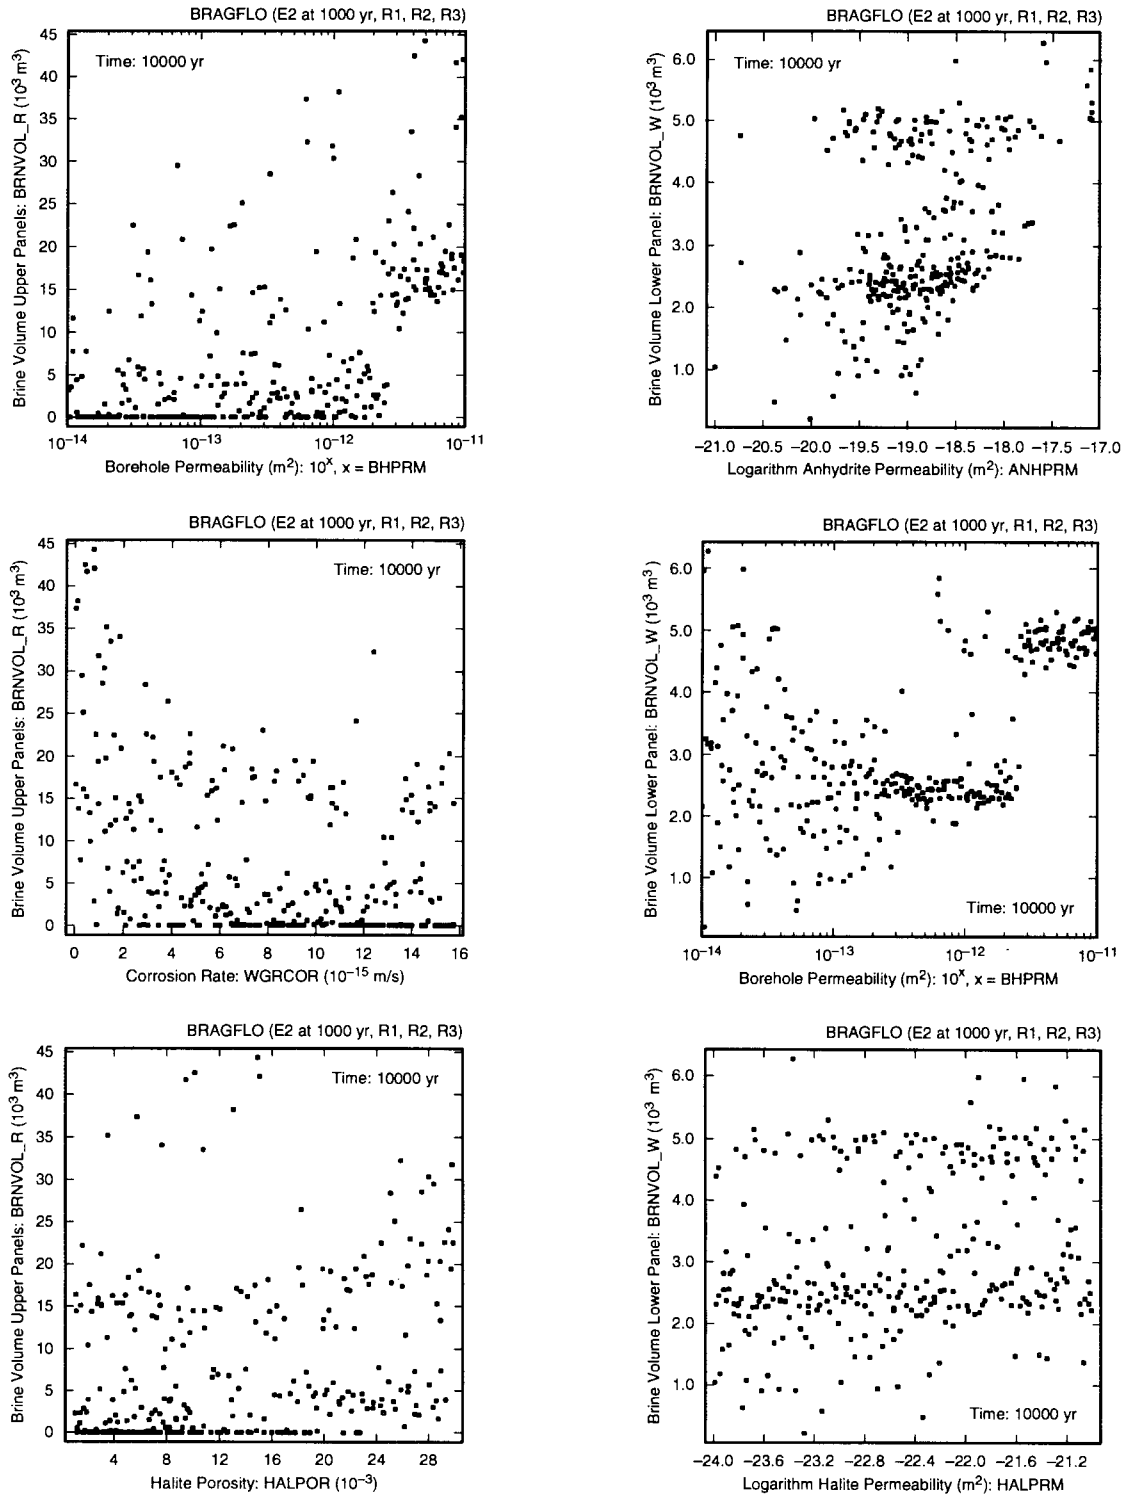 BRAGFLO (E2 at 1000 yr, R1, R2, R3)
Time: 10000 yr
Brine Volume Upper Panels: BRNVOL_R (10³ m³)
45
40
35
30
25
20
15
10
5
0
10⁻¹⁴ 10⁻¹³ 10⁻¹² 10⁻¹¹
Borehole Permeability (m²): 10ˣ, x = BHPRM
BRAGFLO (E2 at 1000 yr, R1, R2, R3)
Time: 10000 yr
Brine Volume Lower Panel: BRNVOL_W (10³ m³)
6.0
5.0
4.0
3.0
2.0
1.0
−21.0 −20.5 −20.0 −19.5 −19.0 −18.5 −18.0 −17.5 −17.0
Logarithm Anhydrite Permeability (m²): ANHPRM
BRAGFLO (E2 at 1000 yr, R1, R2, R3)
Time: 10000 yr
Brine Volume Upper Panels: BRNVOL_R (10³ m³)
45
40
35
30
25
20
15
10
5
0
0 2 4 6 8 10 12 14 16
Corrosion Rate: WGRCOR (10⁻¹⁵ m/s)
BRAGFLO (E2 at 1000 yr, R1, R2, R3)
Brine Volume Lower Panel: BRNVOL_W (10³ m³)
6.0
5.0
4.0
3.0
2.0
1.0
Time: 10000 yr
10⁻¹⁴ 10⁻¹³ 10⁻¹² 10⁻¹¹
Borehole Permeability (m²): 10ˣ, x = BHPRM
BRAGFLO (E2 at 1000 yr, R1, R2, R3)
Time: 10000 yr
Brine Volume Upper Panels: BRNVOL_R (10³ m³)
45
40
35
30
25
20
15
10
5
0
4 8 12 16 20 24 28
Halite Porosity: HALPOR (10⁻³)
BRAGFLO (E2 at 1000 yr, R1, R2, R3)
Brine Volume Lower Panel: BRNVOL_W (10³ m³)
6.0
5.0
4.0
3.0
2.0
1.0
Time: 10000 yr
−24.0 −23.6 −23.2 −22.8 −22.4 −22.0 −21.6 −21.2
Logarithm Halite Permeability (m²): HALPRM